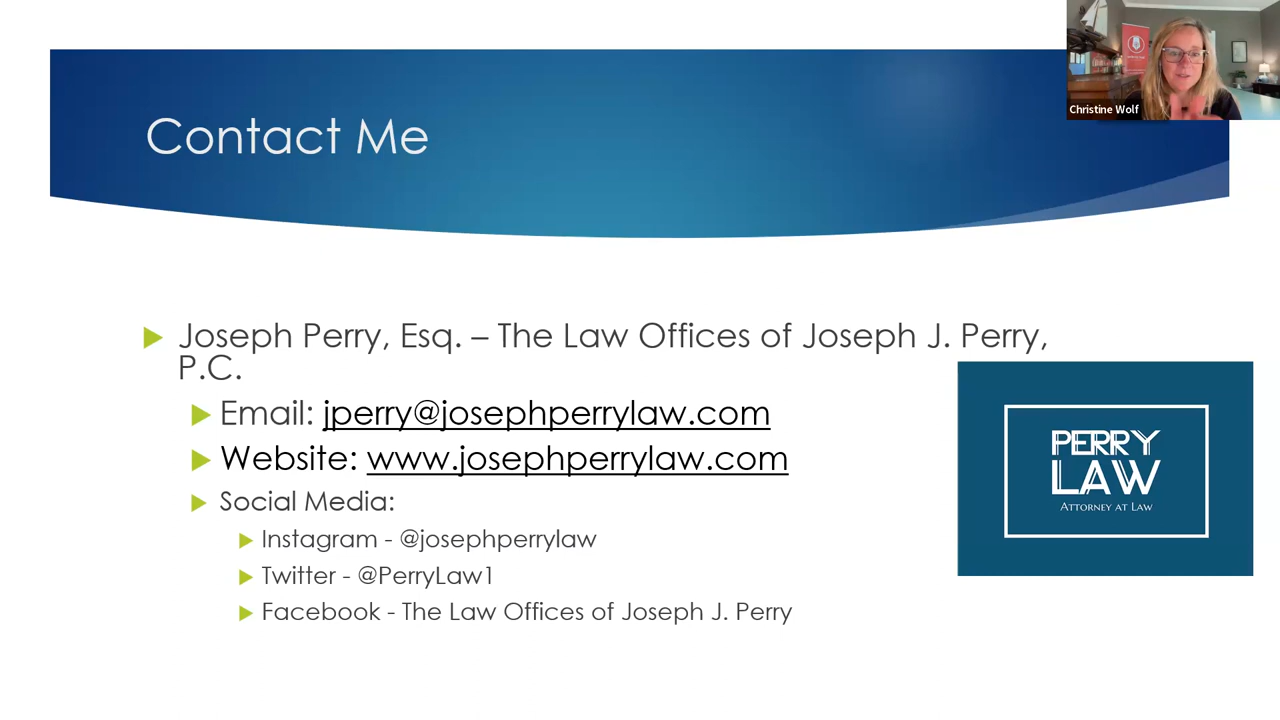 Christine Wolf
Contact Me
Joseph Perry, Esq. – The Law Offices of Joseph J. Perry,
P.C.
Email: jperry@josephperrylaw.com
Website: www.josephperrylaw.com
Social Media:
Instagram - @josephperrylaw
Twitter - @PerryLaw1
Facebook - The Law Offices of Joseph J. Perry
PERRY
LAW
ATTORNEY AT LAW